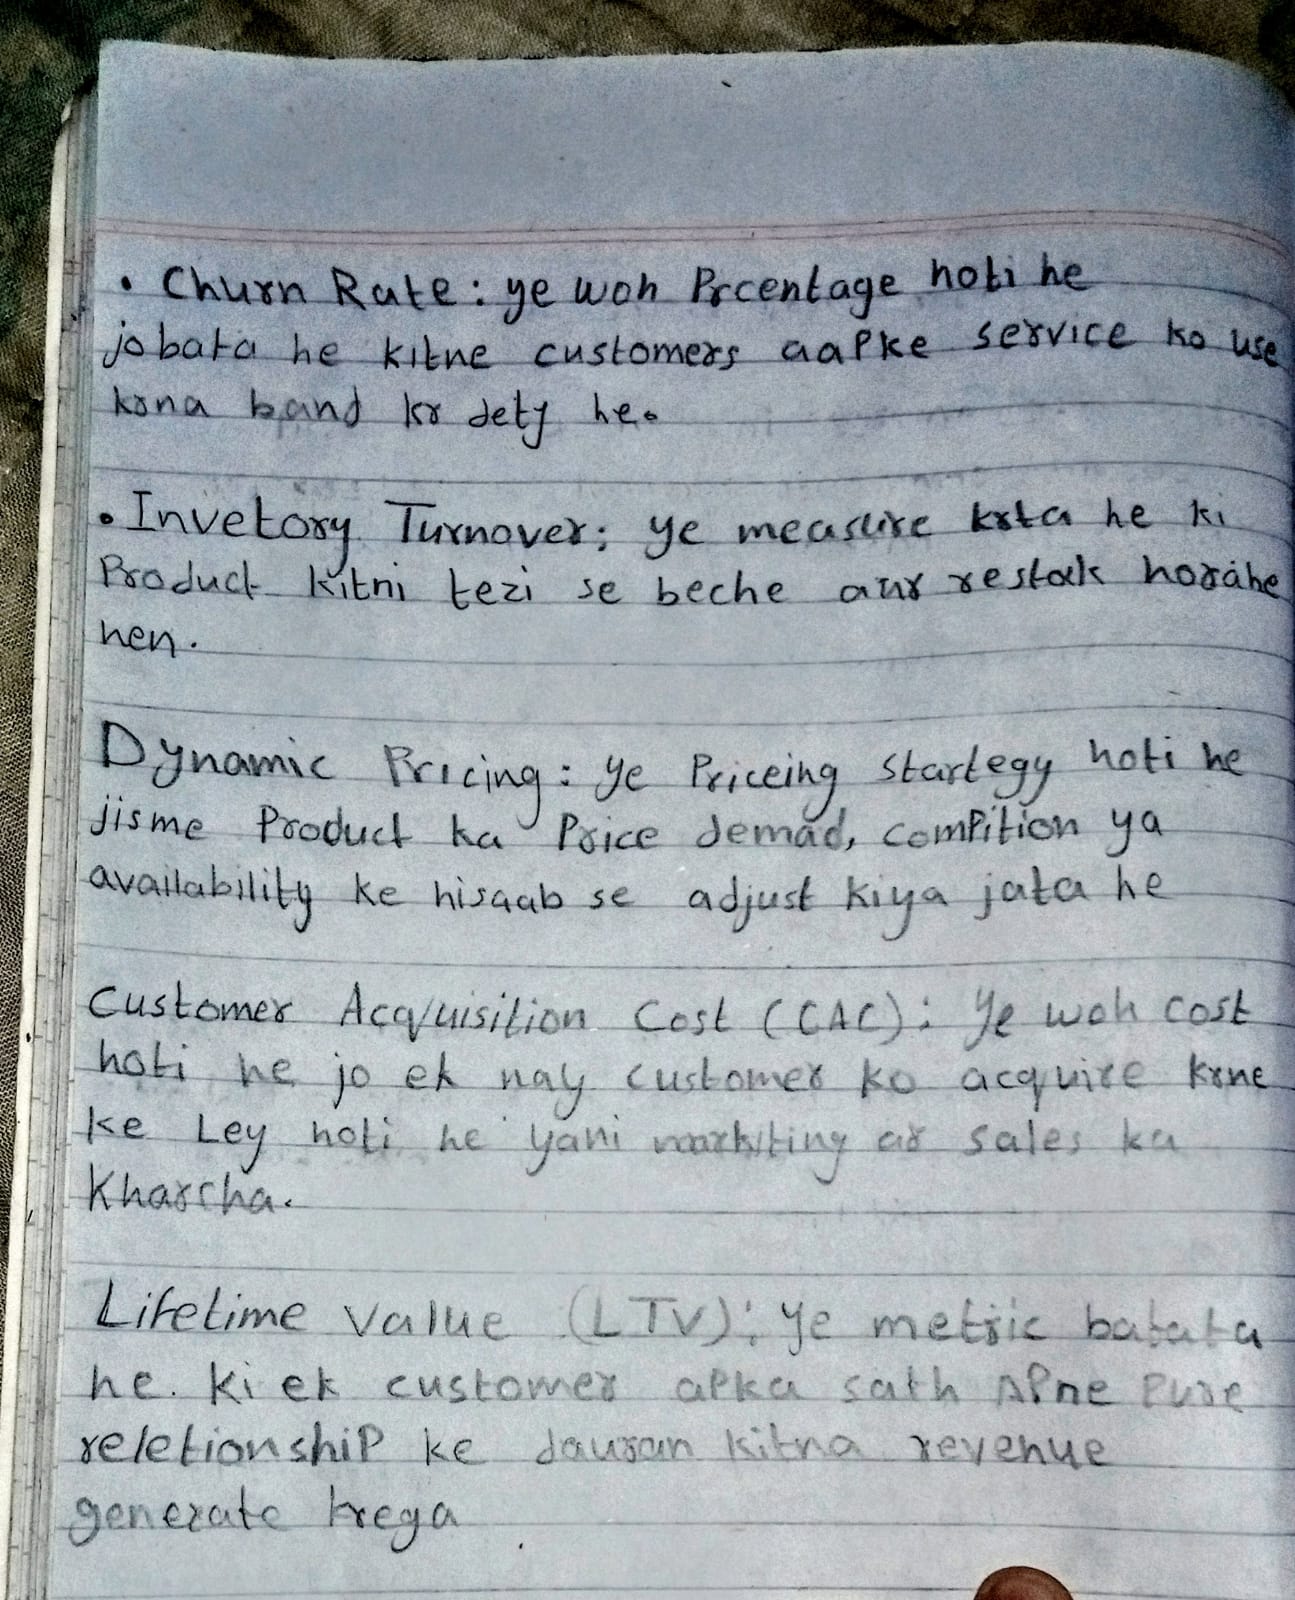 • Churn Rate: ye woh Prcentage hoti he
jo bata he kitne customers aapke service ko use
krna band kr dety he.
• Invetory Turnover: ye measure krta he ki
Product kitni tezi se beche aur restok horahe
hen.
Dynamic Pricing: ye Priceing startegy hoti he
jisme Product ka Price demad, compition ya
availability ke hisaab se adjust kiya jata he
Customer Acquisition Cost (CAC): Ye woh cost
hoti he jo ek nay customer ko acquire krne
ke Ley hoti he yani markiting ar sales ka
Kharcha.
Lifetime Value (LTV): ye metric batata
he. ki ek customer apka sath Apne Pure
reletionship ke dauran kitna revenue
generate krega